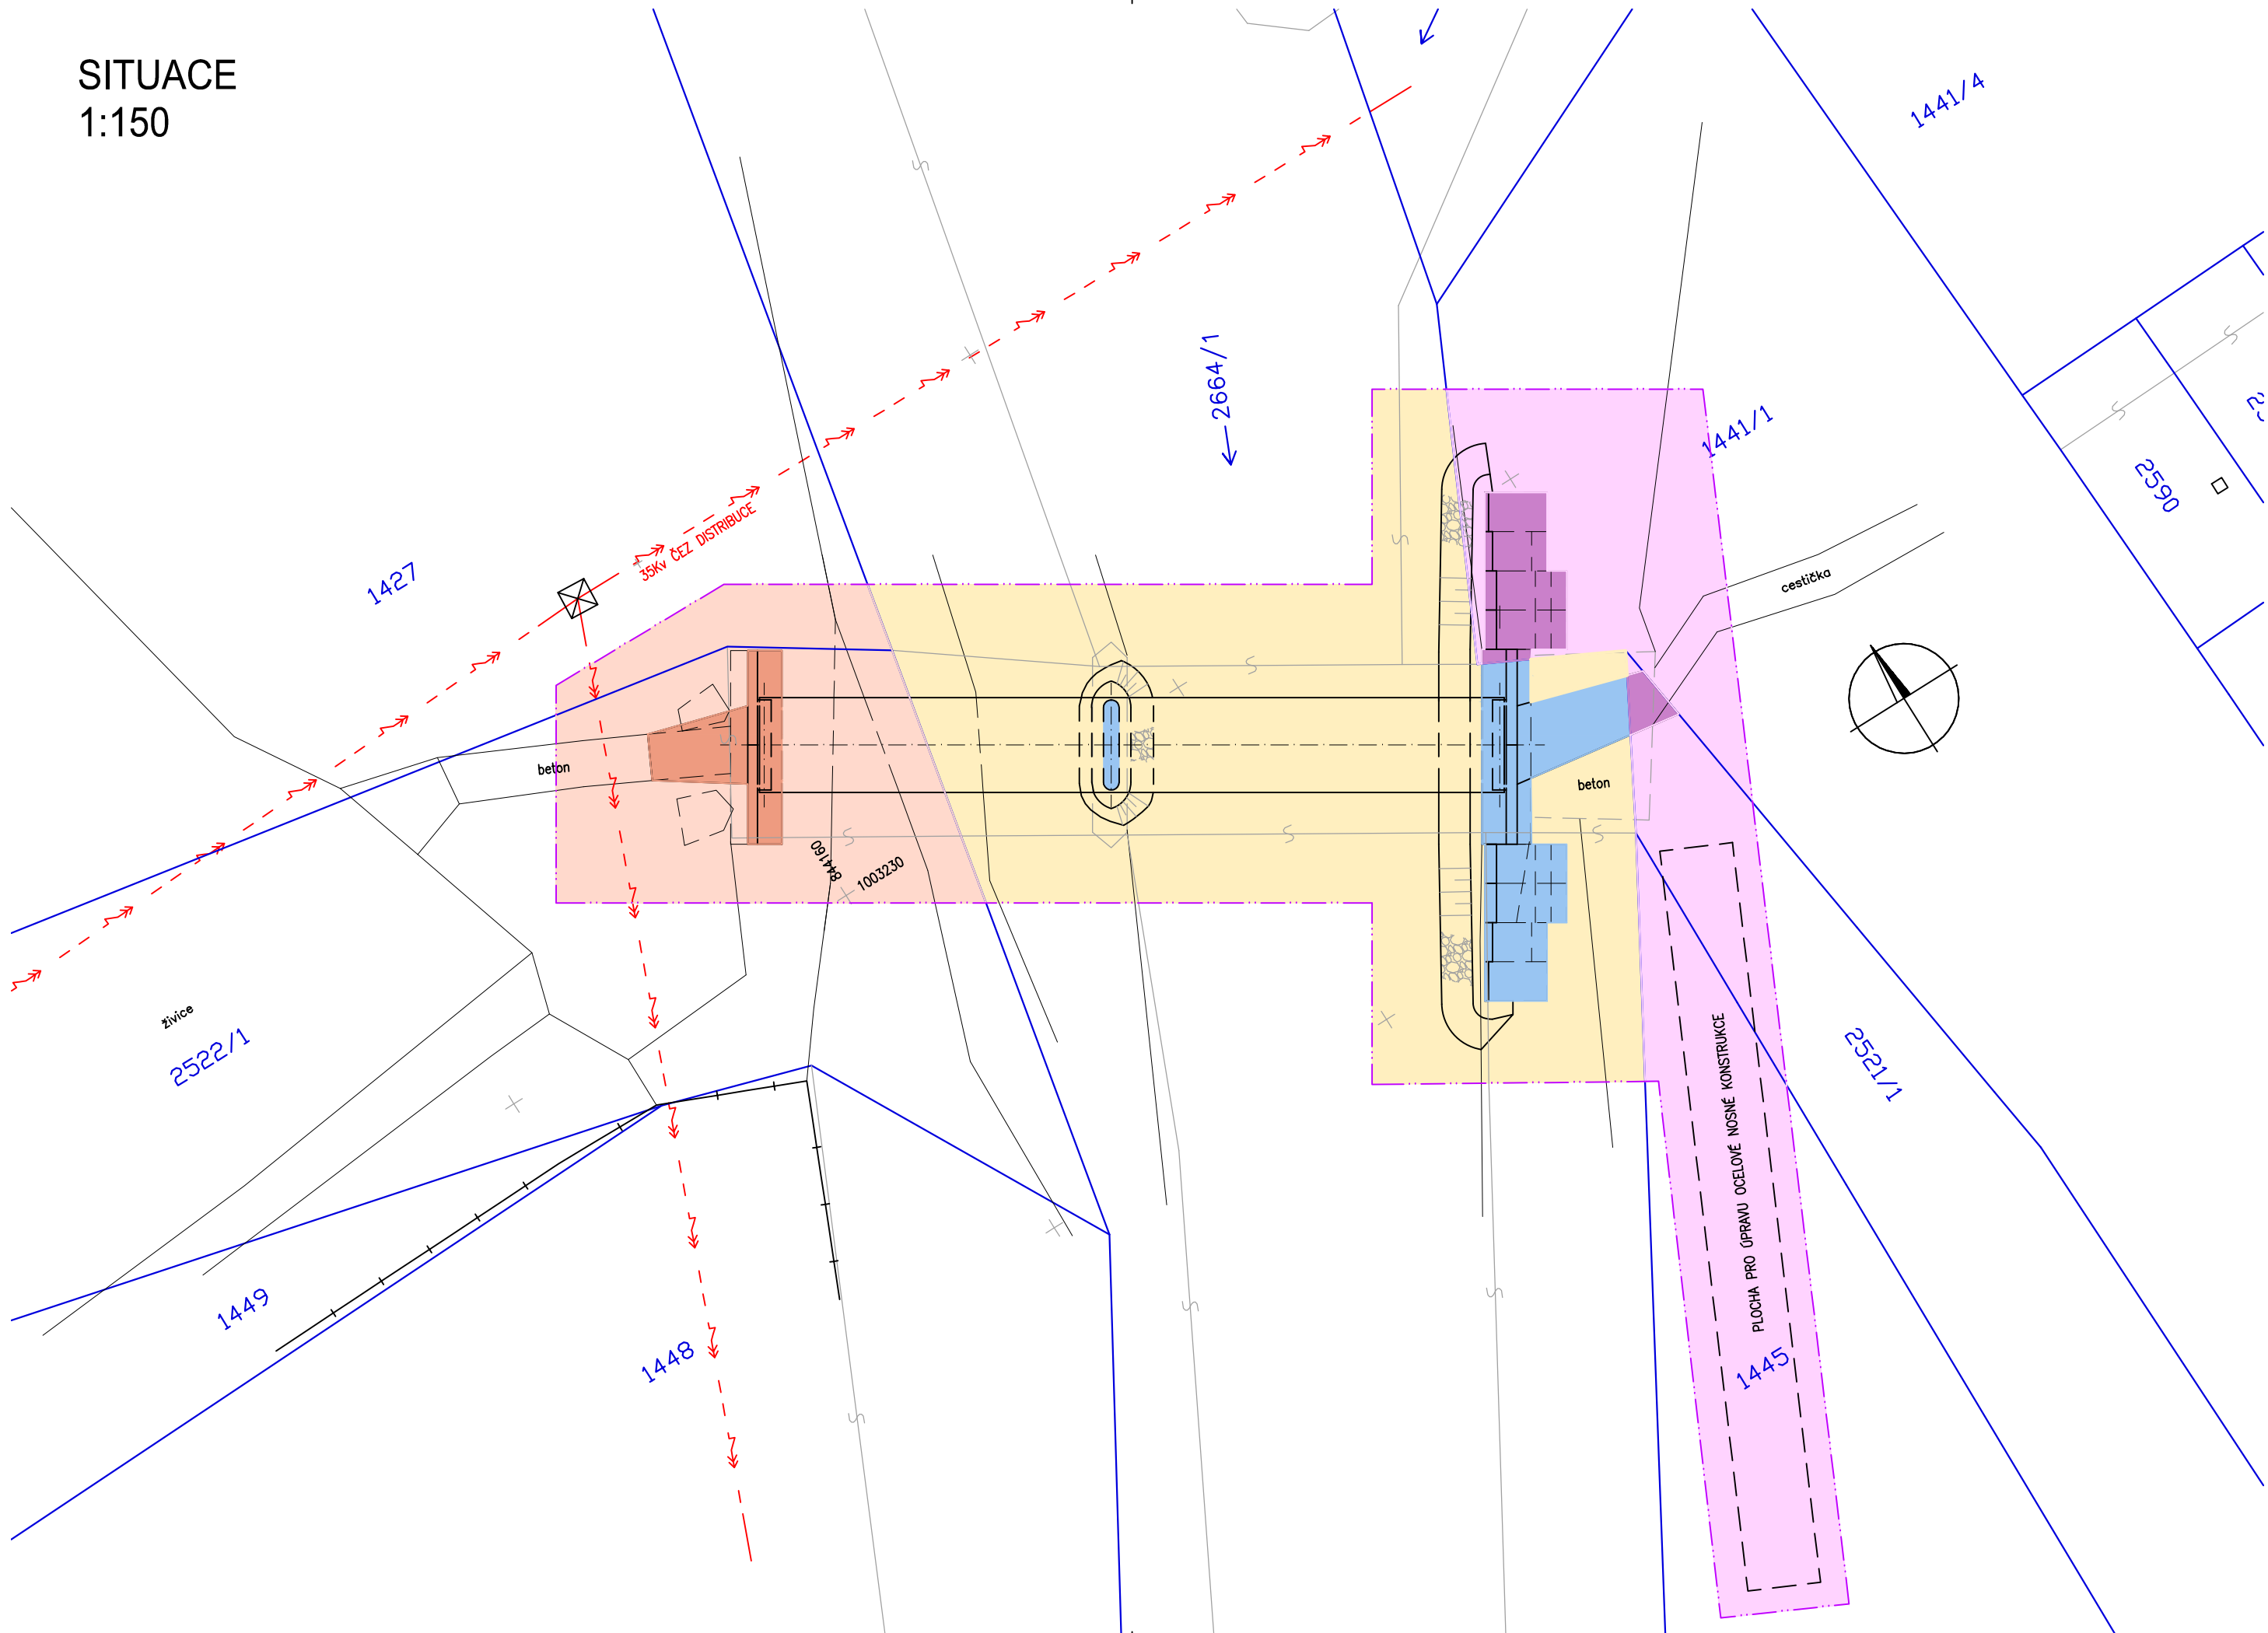 SITUACE
1:150
1441/4
2664/1
1441/1
2590
35Kv ČEZ DISTRIBUCE
1427
cestička
beton
beton
844160
1003230
živice
2522/1
PLOCHA PRO ÚPRAVU OCELOVÉ NOSNÉ KONSTRUKCE
2521/1
1449
1448
1445